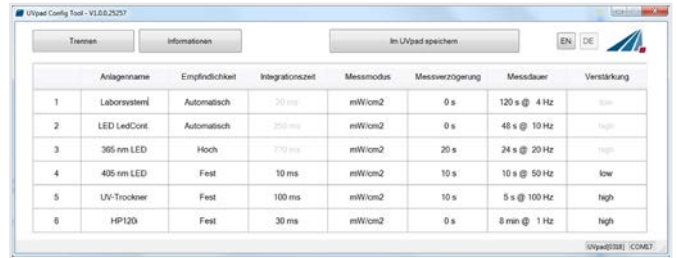 UVpad Config Tool - V1.0.0.25257
Trennen Informationen Im UVpad speichern EN DE
Anlagenname Empfindlichkeit Integrationszeit Messmodus Messverzögerung Messdauer Verstärkung
1 Laborsystem Automatisch 20 ms mW/cm2 0 s 120 s @ 4 Hz low
2 LED LedCont. Automatisch 250 ms mW/cm2 0 s 48 s @ 10 Hz high
3 365 nm LED Hoch mW/cm2 20 s 24 s @ 20 Hz high
4 405 nm LED Fest 10 ms mW/cm2 10 s 10 s @ 50 Hz low
5 UV-Trockner Fest 100 ms mW/cm2 10 s 5 s @ 100 Hz high
6 HP120i Fest 30 ms mW/cm2 0 s 8 min @ 1 Hz high
UVpad[0318] COM17